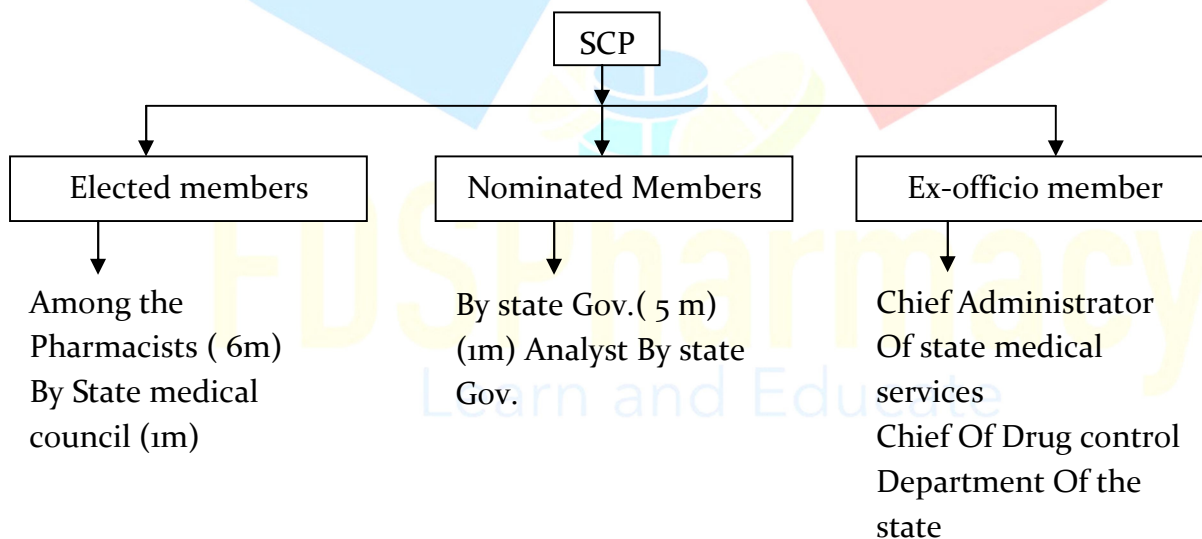 SCP
Elected members
Nominated Members
Ex-officio member
Among the
Pharmacists ( 6m)
By State medical
council (1m)
By state Gov.( 5 m)
(1m) Analyst By state
Gov.
Chief Administrator
Of state medical
services
Chief Of Drug control
Department Of the
state
EDSPharmacy
Learn and Educate